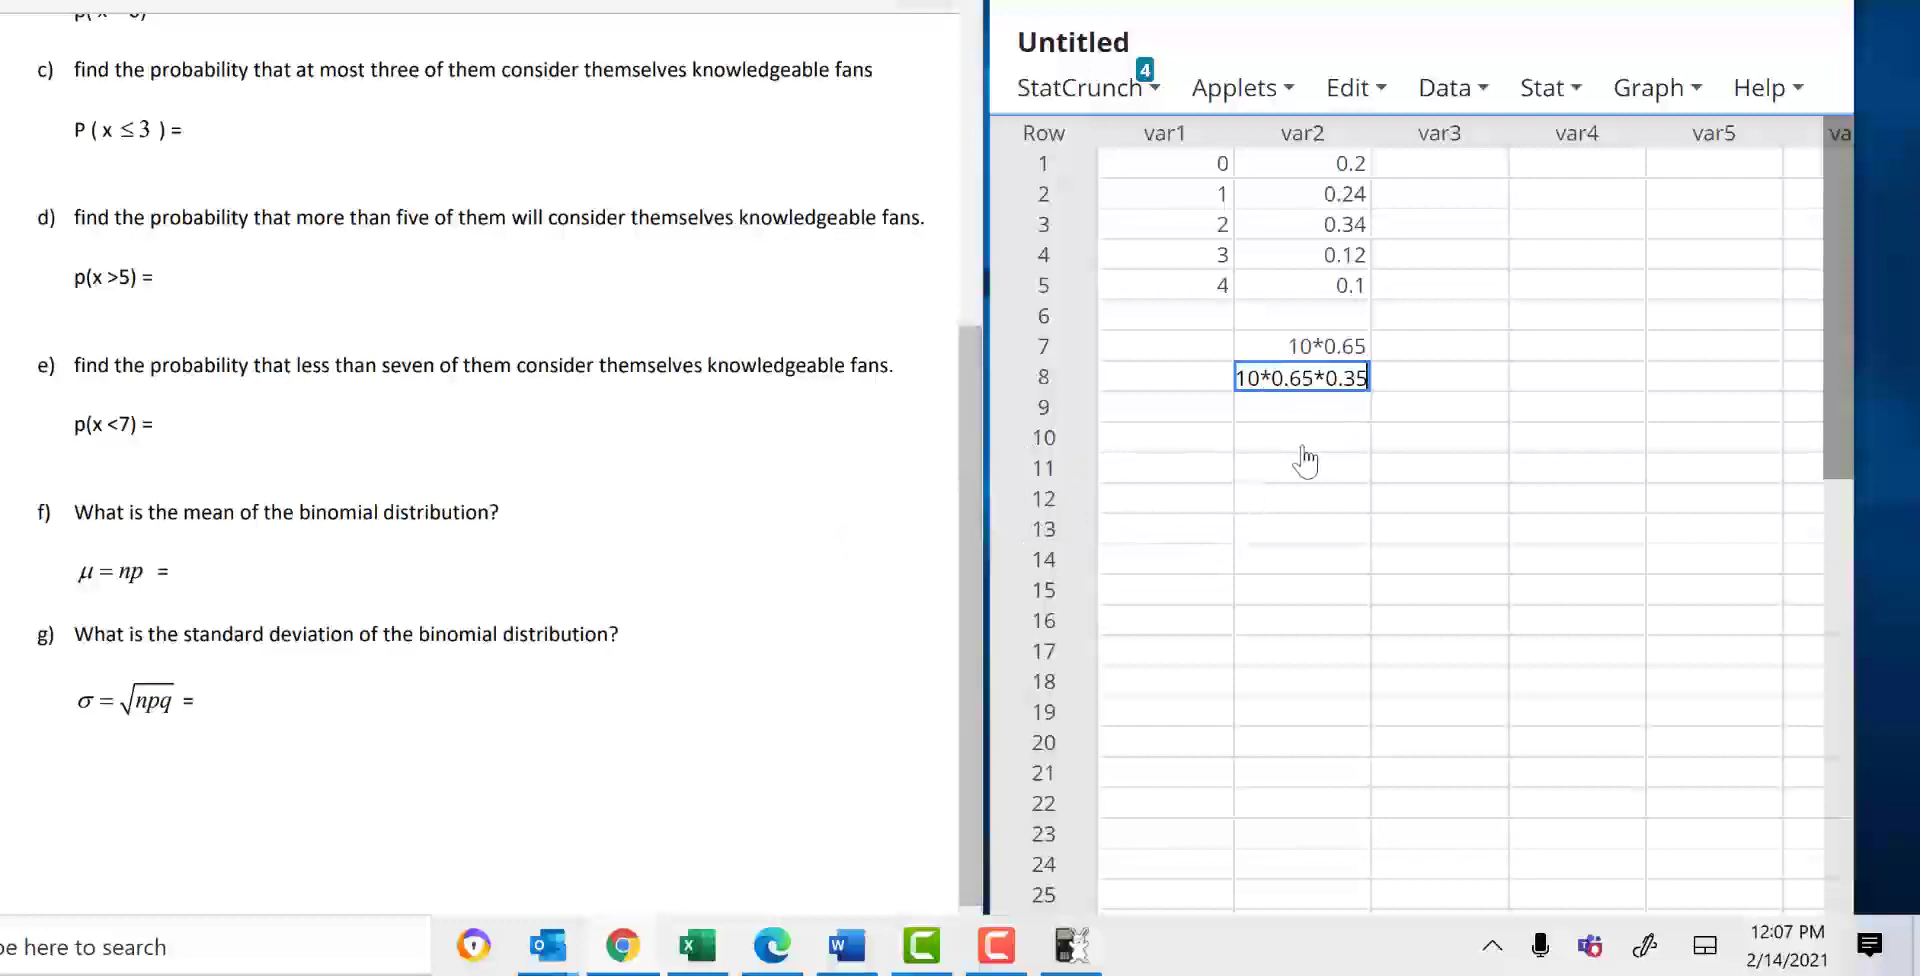 c) find the probability that at most three of them consider themselves knowledgeable fans
P ( x ≤ 3 ) =
d) find the probability that more than five of them will consider themselves knowledgeable fans.
p(x >5) =
e) find the probability that less than seven of them consider themselves knowledgeable fans.
p(x <7) =
f) What is the mean of the binomial distribution?
μ = np =
g) What is the standard deviation of the binomial distribution?
σ = √npq =
Untitled
4
StatCrunch Applets Edit Data Stat Graph Help
Row var1 var2 var3 var4 var5 va
1 0 0.2
2 1 0.24
3 2 0.34
4 3 0.12
5 4 0.1
6
7 10*0.65
8 10*0.65*0.35
9
10
11
12
13
14
15
16
17
18
19
20
21
22
23
24
25
pe here to search
12:07 PM
2/14/2021